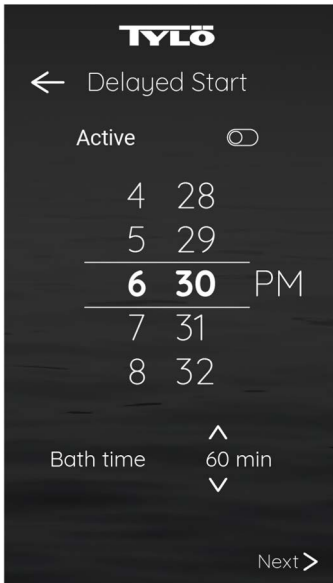 TYLÖ
Delayed Start
Active
4 28
5 29
6 30 PM
7 31
8 32
Bath time 60 min
Next